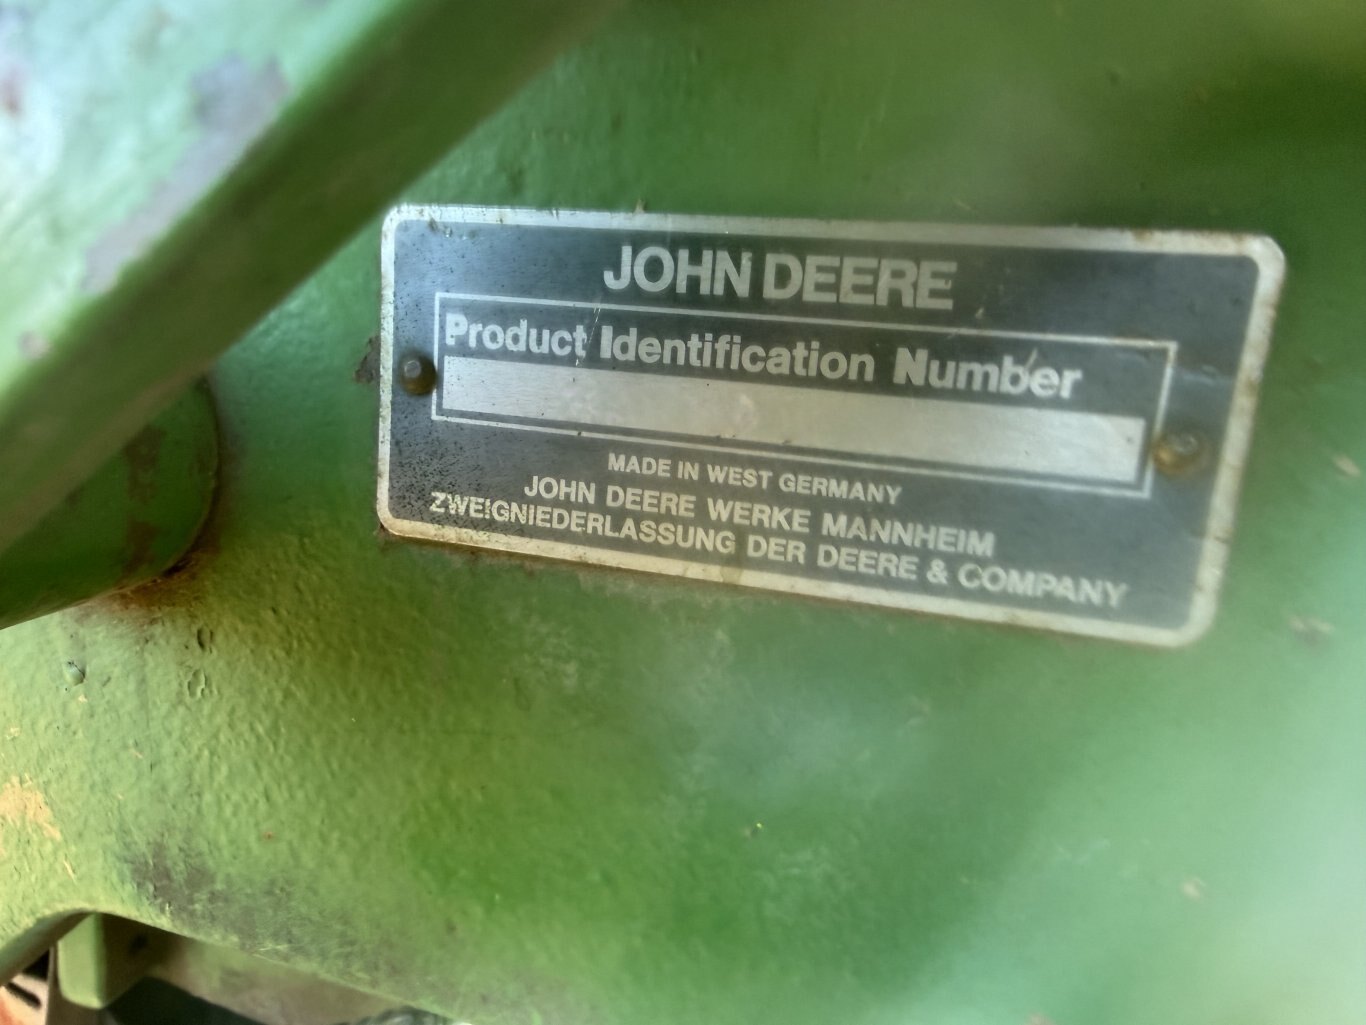 JOHN DEERE
Product Identification Number
MADE IN WEST GERMANY
JOHN DEERE WERKE MANNHEIM
ZWEIGNIEDERLASSUNG DER DEERE & COMPANY